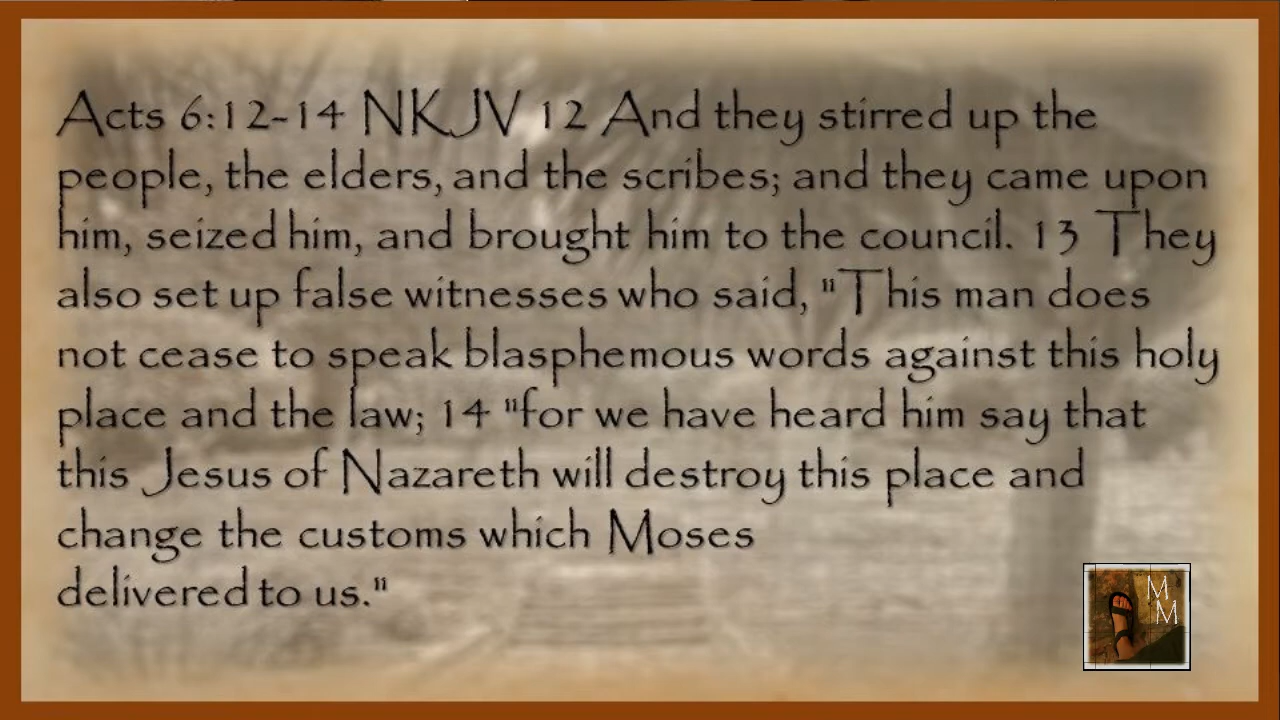 Acts 6:12-14 NKJV 12 And they stirred up the
people, the elders, and the scribes; and they came upon
him, seized him, and brought him to the council. 13 They
also set up false witnesses who said, "This man does
not cease to speak blasphemous words against this holy
place and the law; 14 "for we have heard him say that
this Jesus of Nazareth will destroy this place and
change the customs which Moses
delivered to us."
M
M